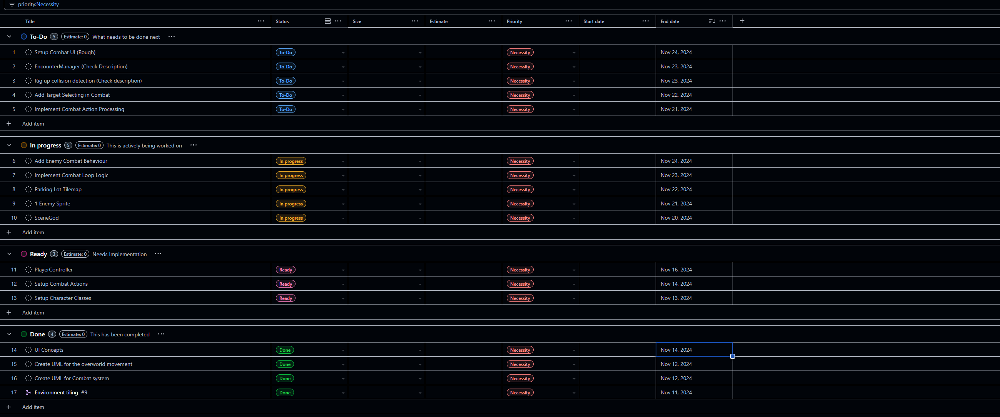 priority:Necessity
Title Status Size Estimate Priority Start date End date
To-Do 5 Estimate: 0 What needs to be done next
1 Setup Combat UI (Rough) To-Do Necessity Nov 24, 2024
2 EncounterManager (Check Description) To-Do Necessity Nov 23, 2024
3 Rig up collision detection (Check description) To-Do Necessity Nov 23, 2024
4 Add Target Selecting in Combat To-Do Necessity Nov 22, 2024
5 Implement Combat Action Processing To-Do Necessity Nov 21, 2024
Add item
In progress 5 Estimate: 0 This is actively being worked on
6 Add Enemy Combat Behaviour In progress Necessity Nov 24, 2024
7 Implement Combat Loop Logic In progress Necessity Nov 23, 2024
8 Parking Lot Tilemap In progress Necessity Nov 22, 2024
9 1 Enemy Sprite In progress Necessity Nov 21, 2024
10 SceneGod In progress Necessity Nov 20, 2024
Add item
Ready 3 Estimate: 0 Needs Implementation
11 PlayerController Ready Necessity Nov 16, 2024
12 Setup Combat Actions Ready Necessity Nov 14, 2024
13 Setup Character Classes Ready Necessity Nov 13, 2024
Add item
Done 4 Estimate: 0 This has been completed
14 UI Concepts Done Necessity Nov 14, 2024
15 Create UML for the overworld movement Done Necessity Nov 12, 2024
16 Create UML for Combat system Done Necessity Nov 12, 2024
17 Environment tiling #9 Done Necessity Nov 11, 2024
Add item